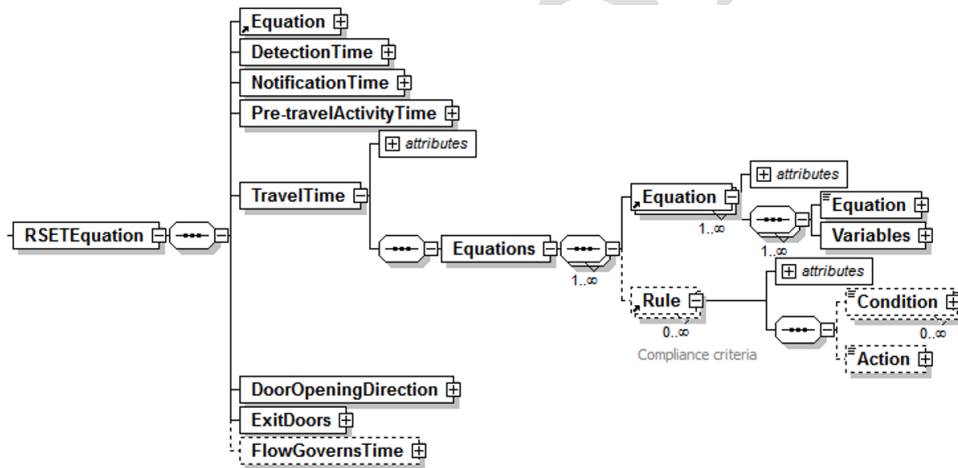 Equation
DetectionTime
NotificationTime
Pre-travelActivityTime
attributes
TravelTime
RSETEquation
Equations
1..∞
Equation
1..∞
attributes
1..∞
Equation
Variables
Rule
0..∞
Compliance criteria
attributes
Condition
0..∞
Action
DoorOpeningDirection
ExitDoors
FlowGovernsTime